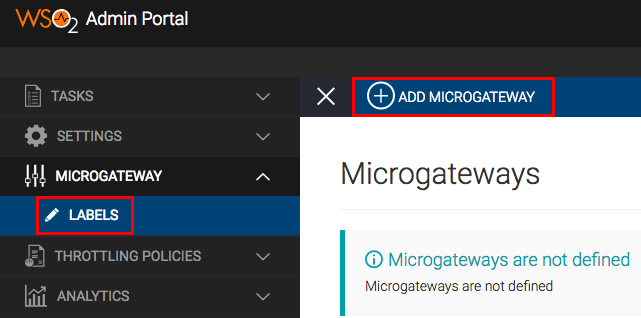 WSO2 Admin Portal
TASKS
ADD MICROGATEWAY
SETTINGS
MICROGATEWAY
LABELS
THROTTLING POLICIES
ANALYTICS
Microgateways
Microgateways are not defined
Microgateways are not defined